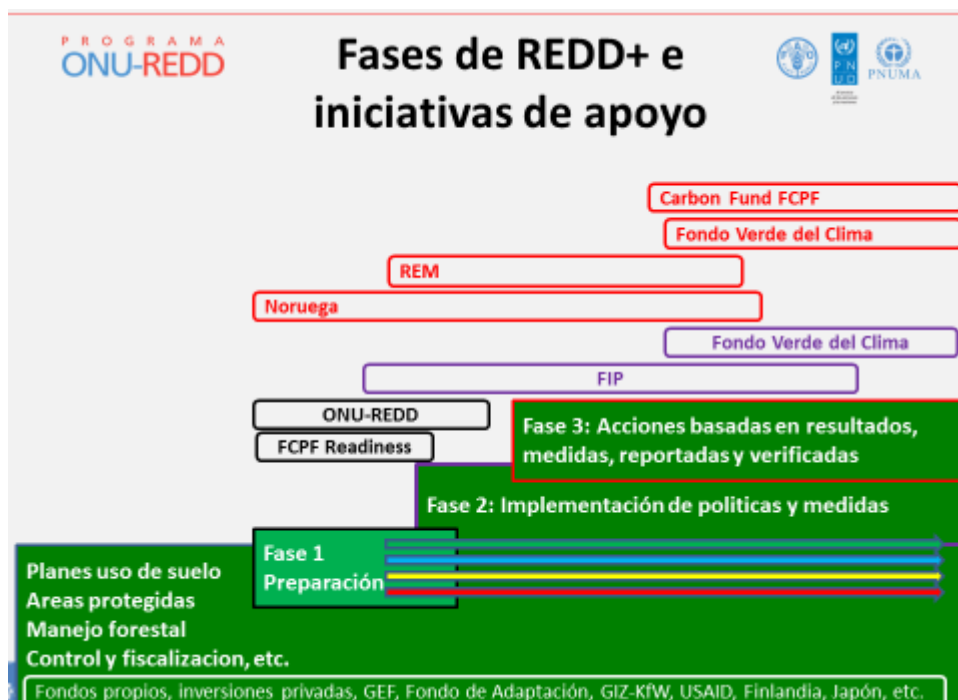 PROGRAMA
ONU-REDD
Fases de REDD+ e
iniciativas de apoyo
P N
U D
PNUMA
Carbon Fund FCPF
Fondo Verde del Clima
REM
Noruega
Fondo Verde del Clima
FIP
ONU-REDD
FCPF Readiness
Fase 3: Acciones basadas en resultados,
medidas, reportadas y verificadas
Fase 2: Implementación de politicas y medidas
Fase 1
Preparación
Planes uso de suelo
Areas protegidas
Manejo forestal
Control y fiscalizacion, etc.
Fondos propios, inversiones privadas, GEF, Fondo de Adaptación, GIZ-KfW, USAID, Finlandia, Japón, etc.